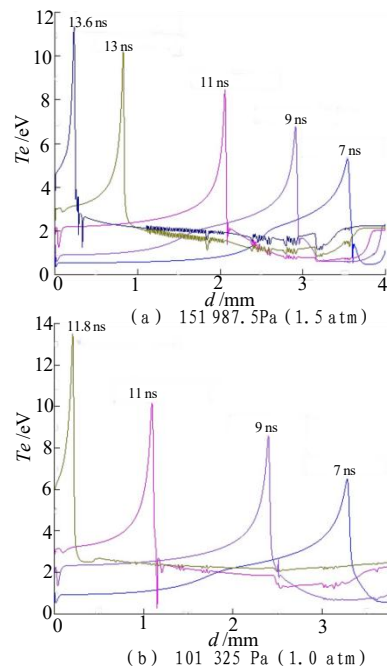 12
13.6 ns
13 ns
10
11 ns
8
9 ns
6
7 ns
Te /eV
4
2
0
0 1 2 3 4
d /mm
(a) 151 987.5Pa (1.5 atm)
14
11.8 ns
12
11 ns
10
9 ns
8
7 ns
6
Te /eV
4
2
0
0 1 2 3
d /mm
(b) 101 325 Pa (1.0 atm)